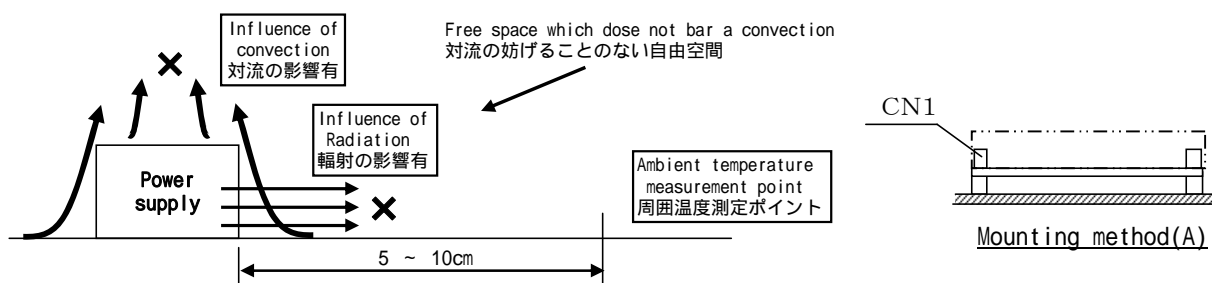 Influence of
convection
対流の影響有
Free space which dose not bar a convection
対流の妨げることのない自由空間
Influence of
Radiation
輻射の影響有
Power
supply
Ambient temperature
measurement point
周囲温度測定ポイント
5 ~ 10cm
CN1
Mounting method(A)